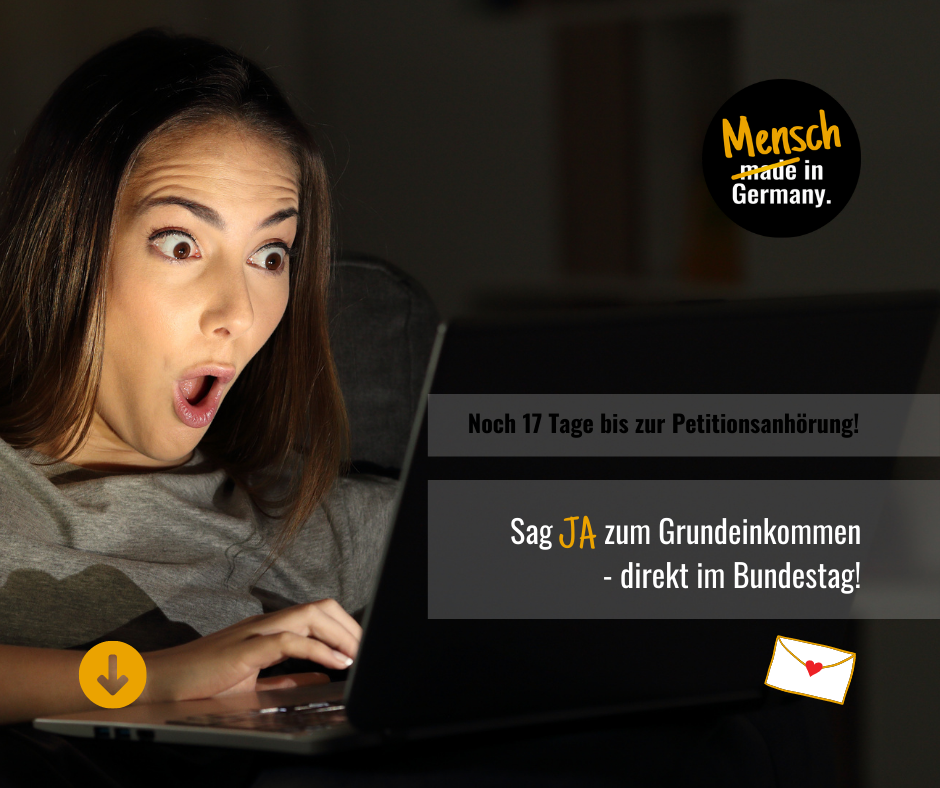 Mensch
made in
Germany.
Noch 17 Tage bis zur Petitionsanhörung!
Sag JA zum Grundeinkommen
- direkt im Bundestag!